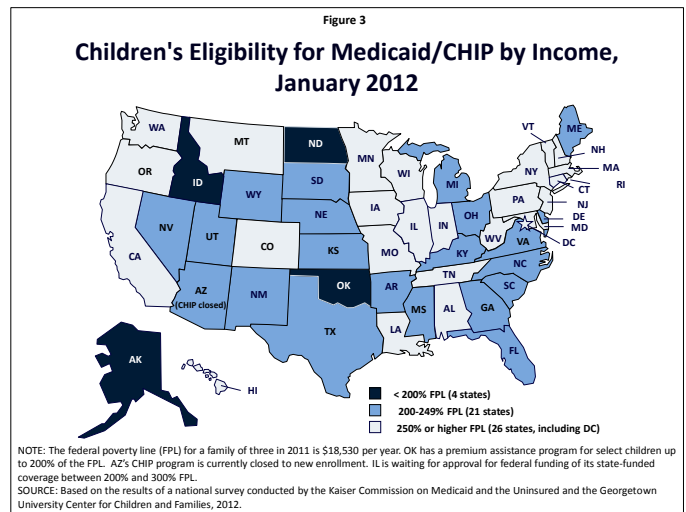 Figure 3
Children's Eligibility for Medicaid/CHIP by Income,
January 2012
WA
MT
ND
MN
VT
ME
NH
MA
OR
ID
SD
WI
NY
RI
CT
WY
MI
PA
NJ
NE
IA
OH
DE
MD
NV
UT
CO
IL
IN
WV
VA
DC
CA
KS
MO
KY
NC
TN
AZ
(CHIP closed)
NM
OK
AR
SC
MS
AL
GA
TX
LA
FL
AK
HI
< 200% FPL (4 states)
200-249% FPL (21 states)
250% or higher FPL (26 states, including DC)
NOTE: The federal poverty line (FPL) for a family of three in 2011 is $18,530 per year. OK has a premium assistance program for select children up
to 200% of the FPL. AZ's CHIP program is currently closed to new enrollment. IL is waiting for approval for federal funding of its state-funded
coverage between 200% and 300% FPL.
SOURCE: Based on the results of a national survey conducted by the Kaiser Commission on Medicaid and the Uninsured and the Georgetown
University Center for Children and Families, 2012.